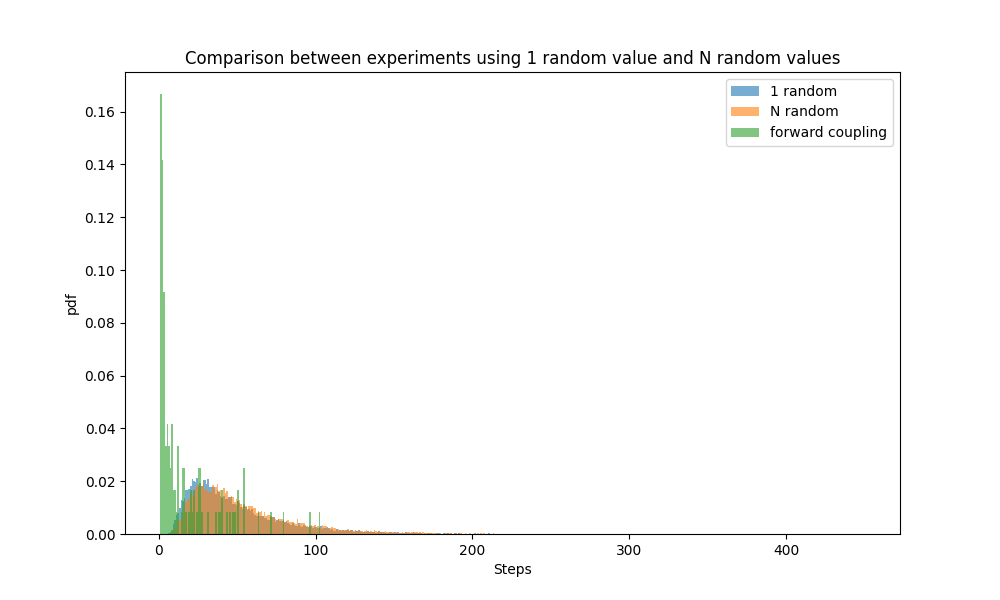 Comparison between experiments using 1 random value and N random values
1 random
N random
forward coupling
pdf
0.16
0.14
0.12
0.10
0.08
0.06
0.04
0.02
0.00
0
100
200
300
400
Steps